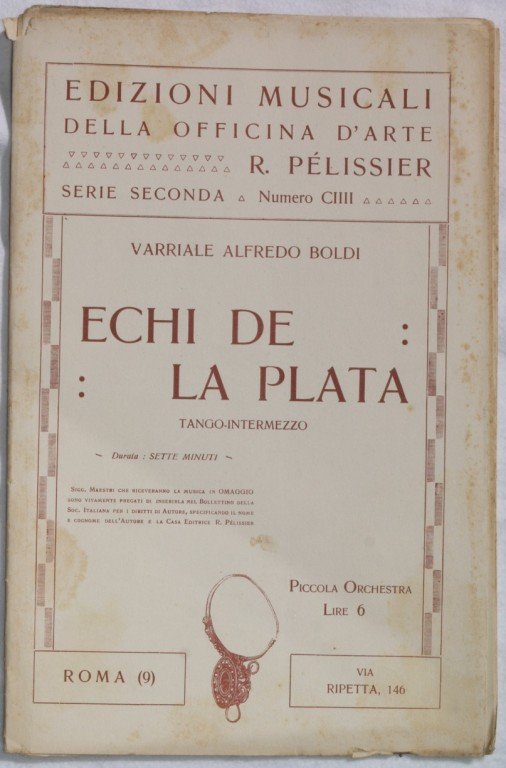 EDIZIONI MUSICALI
DELLA OFFICINA D'ARTE
R. PÉLISSIER
SERIE SECONDA Numero CIIII
VARRIALE ALFREDO BOLDI
ECHI DE :
: LA PLATA
TANGO-INTERMEZZO
~ Durata : SETTE MINUTI ~
SIGG. MAESTRI CHE RICEVERANNO LA MUSICA IN OMAGGIO
SONO VIVAMENTE PREGATI DI INSERIRLA NEL BOLLETTINO DELLA
SOC. ITALIANA PER I DIRITTI DI AUTORE, SPECIFICANDO IL NOME
E COGNOME DELL'AUTORE E LA CASA EDITRICE R. PÉLISSIER
PICCOLA ORCHESTRA
LIRE 6
ROMA (9)
VIA
RIPETTA, 146